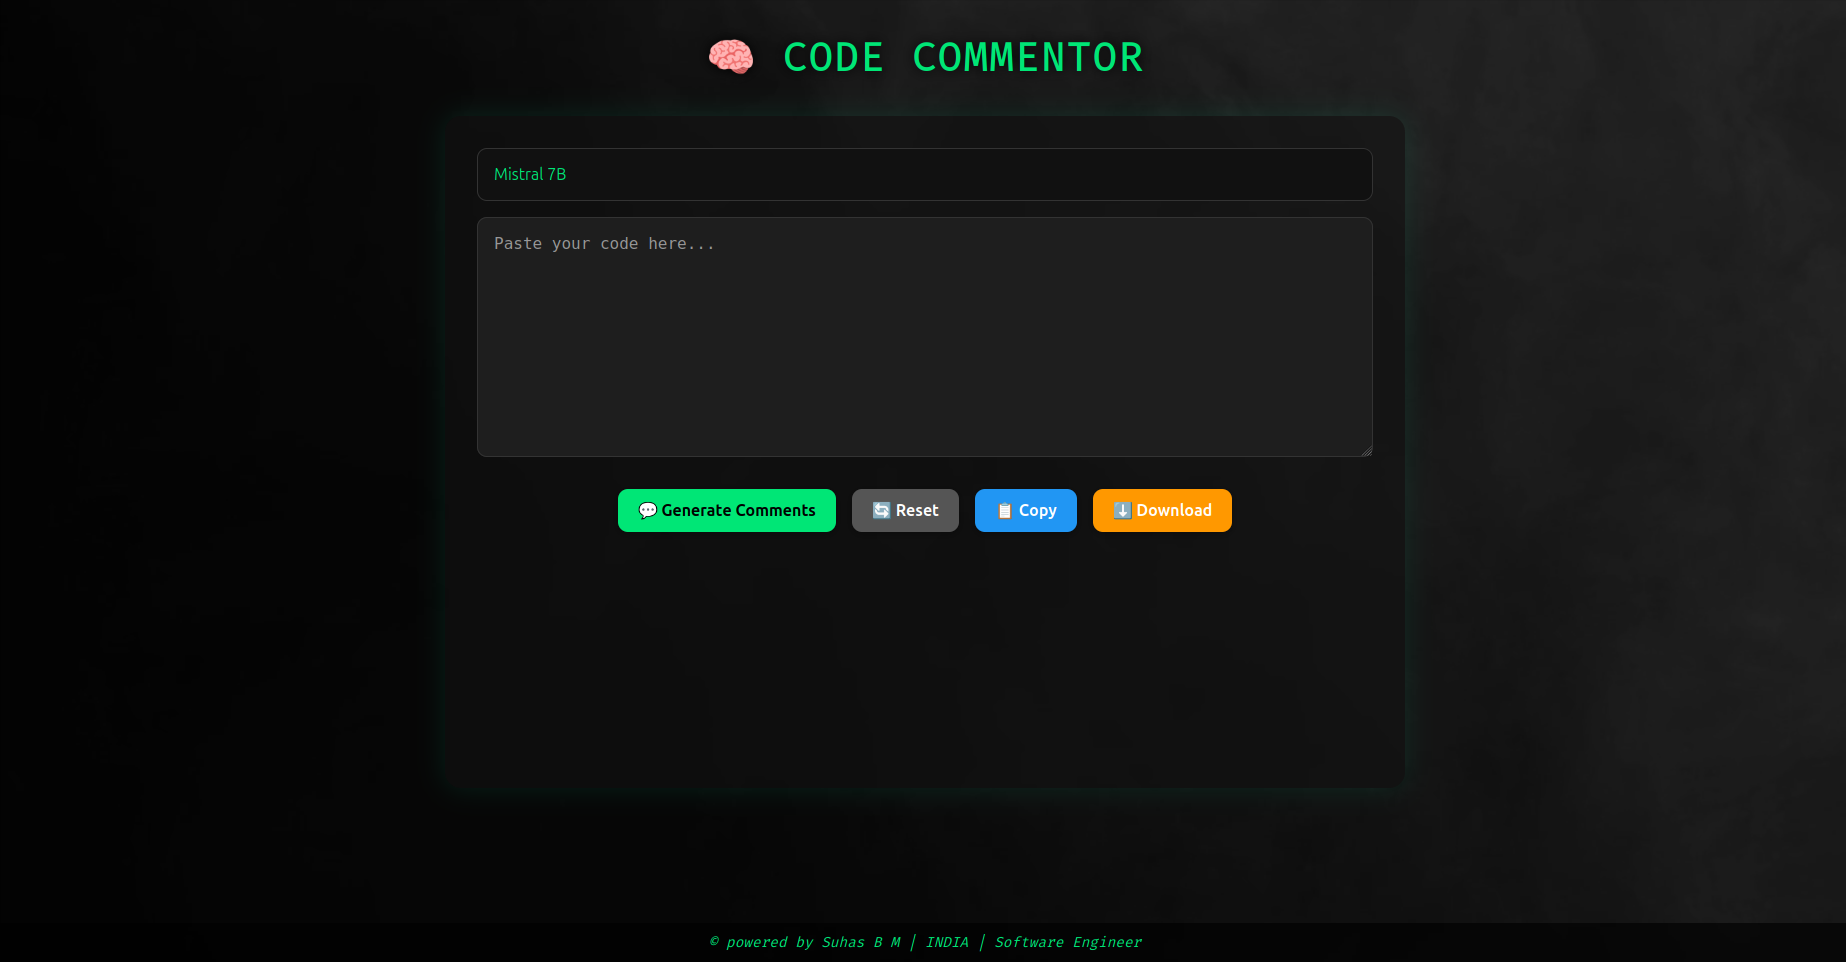 🧠 CODE COMMENTOR
Mistral 7B
Paste your code here...
💬 Generate Comments 🔄 Reset 📋 Copy ⬇️ Download
© powered by Suhas B M | INDIA | Software Engineer